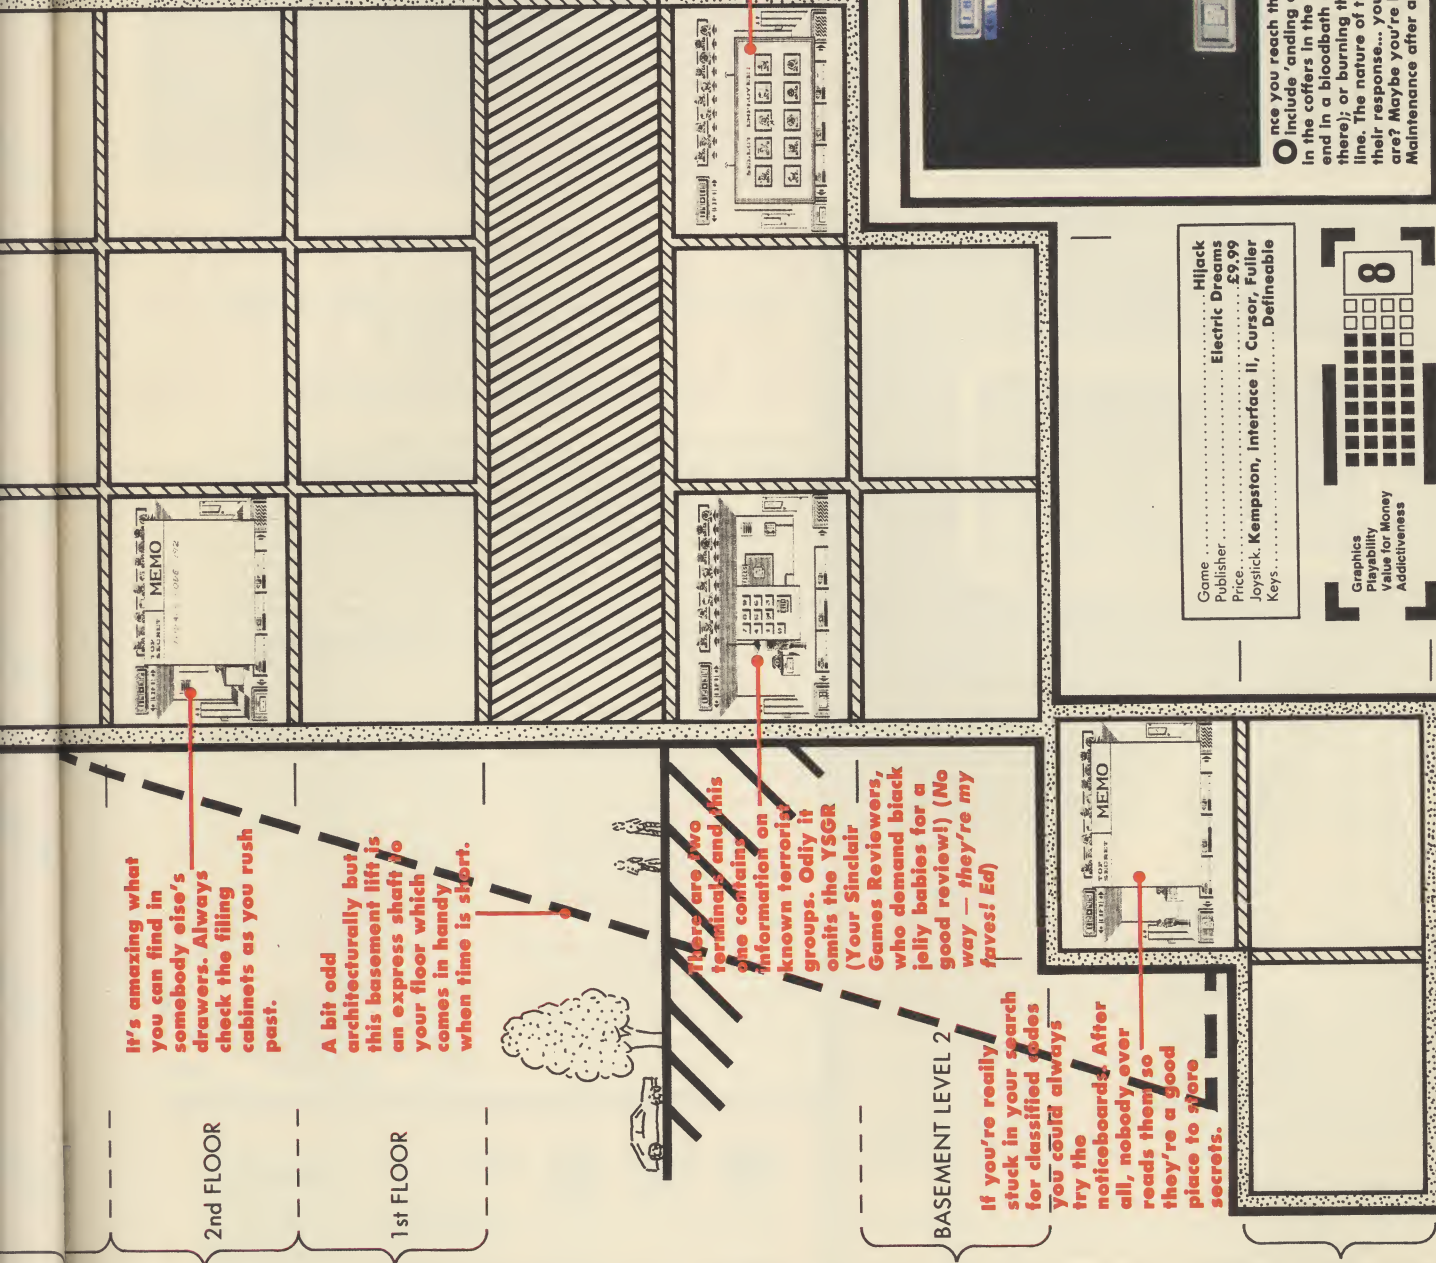 It's amazing what
you can find in
somebody else's
drawers. Always
check the filing
cabinets as you rush
past.
A bit odd
architecturally but
this basement lift is
an express shaft to
your floor which
comes in handy
when time is short.
There are two
terminals and this
one contains
information on
known terrorist
groups. Odly it
omits the YSGR
(Your Sinclair
Games Reviewers,
who demand black
jelly babies for a
good review!) (No
way — they're my
faves! Ed)
If you're really
stuck in your search
for classified codes
you could always
try the
noticeboards. After
all, nobody ever
reads them so
they're a good
place to store
secrets.
2nd FLOOR
1st FLOOR
BASEMENT LEVEL 2
TOP
SECRET
MEMO
TOP
SECRET
MEMO
SELECT EMPLOYEE
Game ..... Hijack
Publisher ..... Electric Dreams
Price ..... £9.99
Joystick. Kempston, Interface II, Cursor, Fuller
Keys ..... Defineable
Graphics
Playability
Value for Money
Addictiveness
8
Once you reach th
include 'anding
in the coffers in the
end in a bloodbath
there); or burning th
line. The nature of t
their response... you
are? Maybe you're
Maintenance after a